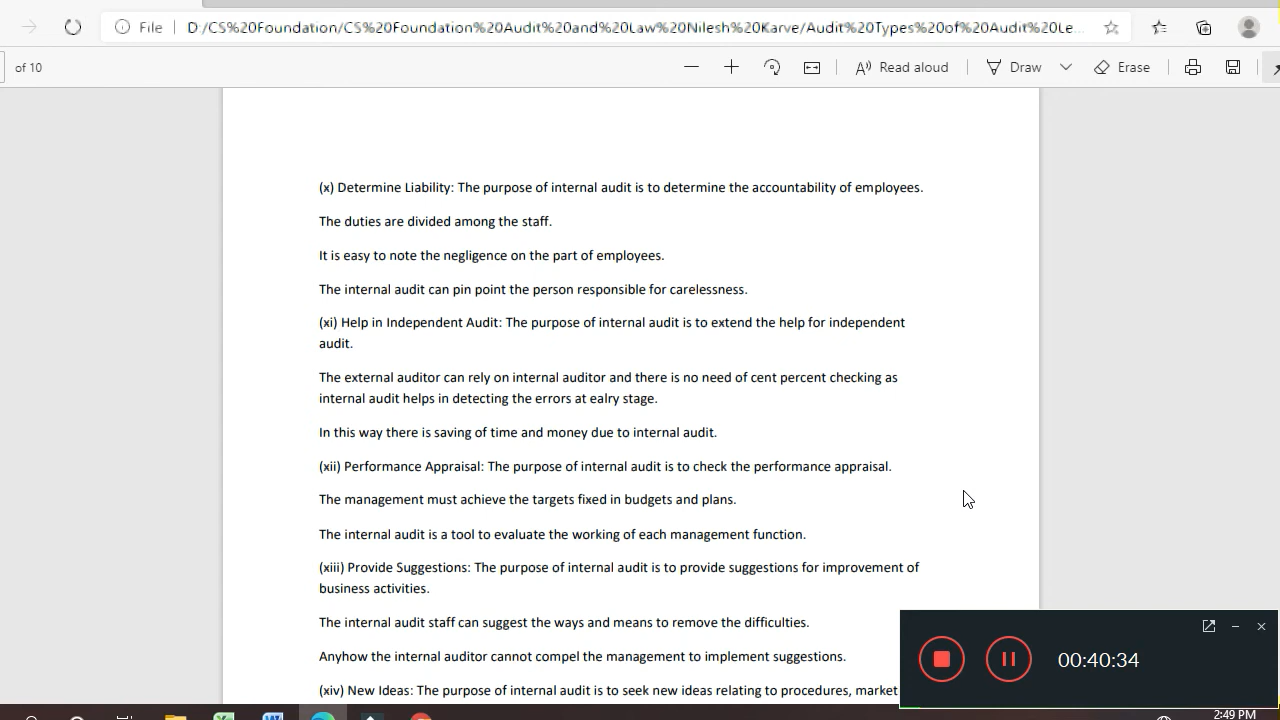 File
D:/CS%20Foundation/CS%20Foundation%20Audit%20and%20Law%20Nilesh%20Karve/Audit%20Types%20of%20Audit%20Le...
of 10
Read aloud
Draw
Erase
(x) Determine Liability: The purpose of internal audit is to determine the accountability of employees.
The duties are divided among the staff.
It is easy to note the negligence on the part of employees.
The internal audit can pin point the person responsible for carelessness.
(xi) Help in Independent Audit: The purpose of internal audit is to extend the help for independent
audit.
The external auditor can rely on internal auditor and there is no need of cent percent checking as
internal audit helps in detecting the errors at ealry stage.
In this way there is saving of time and money due to internal audit.
(xii) Performance Appraisal: The purpose of internal audit is to check the performance appraisal.
The management must achieve the targets fixed in budgets and plans.
The internal audit is a tool to evaluate the working of each management function.
(xiii) Provide Suggestions: The purpose of internal audit is to provide suggestions for improvement of
business activities.
The internal audit staff can suggest the ways and means to remove the difficulties.
Anyhow the internal auditor cannot compel the management to implement suggestions.
(xiv) New Ideas: The purpose of internal audit is to seek new ideas relating to procedures, market
00:40:34
2:49 PM